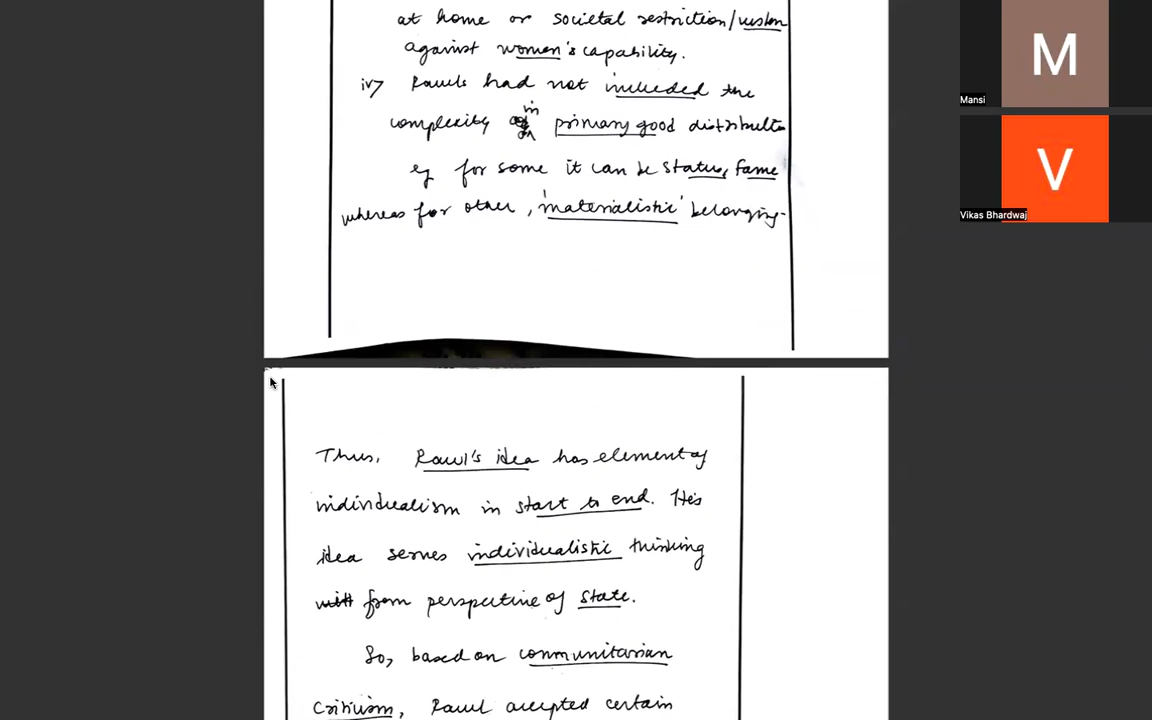 at home or societal restriction/
against women's capability.
iv> Rawls had not included the
complexity in primary good
eg for some it can be status, fame
whereas for other, 'materialistic' belonging-
Thus, Rawl's idea has element of
individualism in start to end. His
idea serves individualistic thinking
from perspective of State.
So, based on communitarian
Criticism, Rawl accepted certain
M
Mansi
V
Vikas Bhardwaj